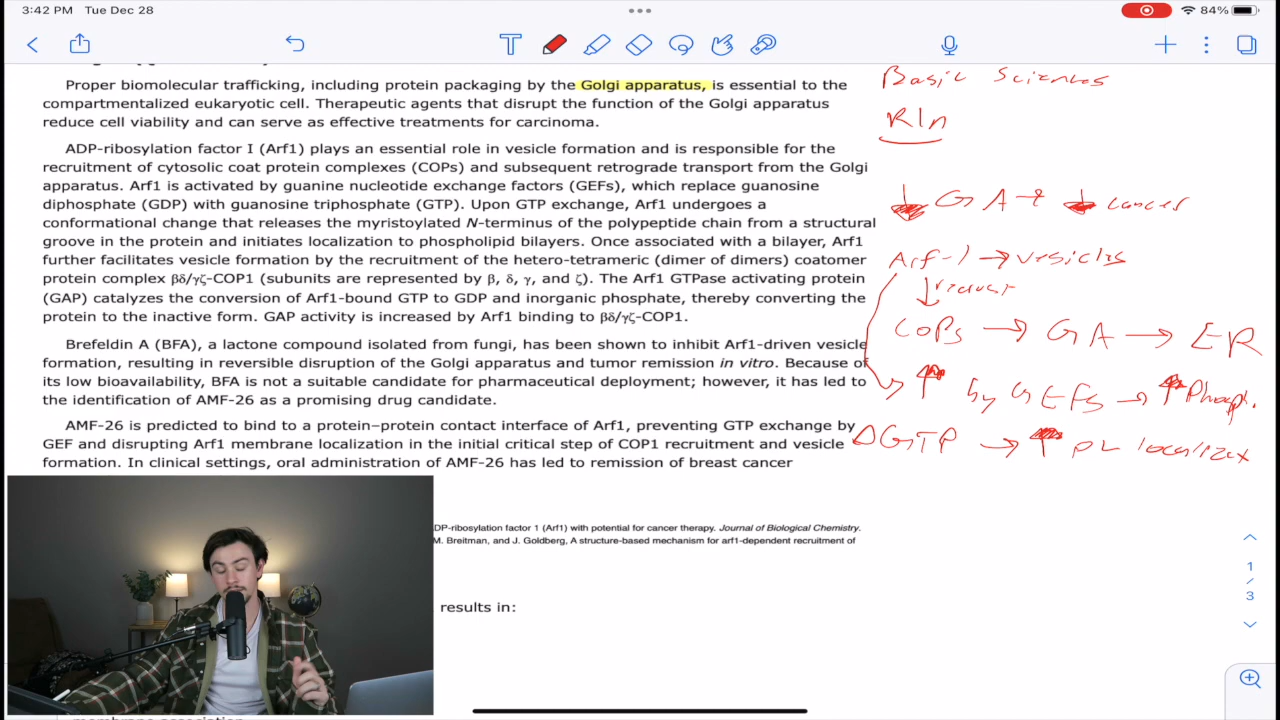 3:42 PM Tue Dec 28
84%
Proper biomolecular trafficking, including protein packaging by the Golgi apparatus, is essential to the
compartmentalized eukaryotic cell. Therapeutic agents that disrupt the function of the Golgi apparatus
reduce cell viability and can serve as effective treatments for carcinoma.
ADP-ribosylation factor I (Arf1) plays an essential role in vesicle formation and is responsible for the
recruitment of cytosolic coat protein complexes (COPs) and subsequent retrograde transport from the Golgi
apparatus. Arf1 is activated by guanine nucleotide exchange factors (GEFs), which replace guanosine
diphosphate (GDP) with guanosine triphosphate (GTP). Upon GTP exchange, Arf1 undergoes a
conformational change that releases the myristoylated N-terminus of the polypeptide chain from a structural
groove in the protein and initiates localization to phospholipid bilayers. Once associated with a bilayer, Arf1
further facilitates vesicle formation by the recruitment of the hetero-tetrameric (dimer of dimers) coatomer
protein complex βδ/γζ-COP1 (subunits are represented by β, δ, γ, and ζ). The Arf1 GTPase activating protein
(GAP) catalyzes the conversion of Arf1-bound GTP to GDP and inorganic phosphate, thereby converting the
protein to the inactive form. GAP activity is increased by Arf1 binding to βδ/γζ-COP1.
Brefeldin A (BFA), a lactone compound isolated from fungi, has been shown to inhibit Arf1-driven vesicle
formation, resulting in reversible disruption of the Golgi apparatus and tumor remission in vitro. Because of
its low bioavailability, BFA is not a suitable candidate for pharmaceutical deployment; however, it has led to
the identification of AMF-26 as a promising drug candidate.
AMF-26 is predicted to bind to a protein–protein contact interface of Arf1, preventing GTP exchange by
GEF and disrupting Arf1 membrane localization in the initial critical step of COP1 recruitment and vesicle
formation. In clinical settings, oral administration of AMF-26 has led to remission of breast cancer
DP-ribosylation factor 1 (Arf1) with potential for cancer therapy. Journal of Biological Chemistry.
M. Breitman, and J. Goldberg, A structure-based mechanism for arf1-dependent recruitment of
results in:
Basic Sciences
↓ GA → ↓ cancer
Arf-1 → vesicles
↓ recruit
COPs → GA → ER
↑ by GEFs → ↑ Phosph.
ΔGTP → ↑
1
/
3